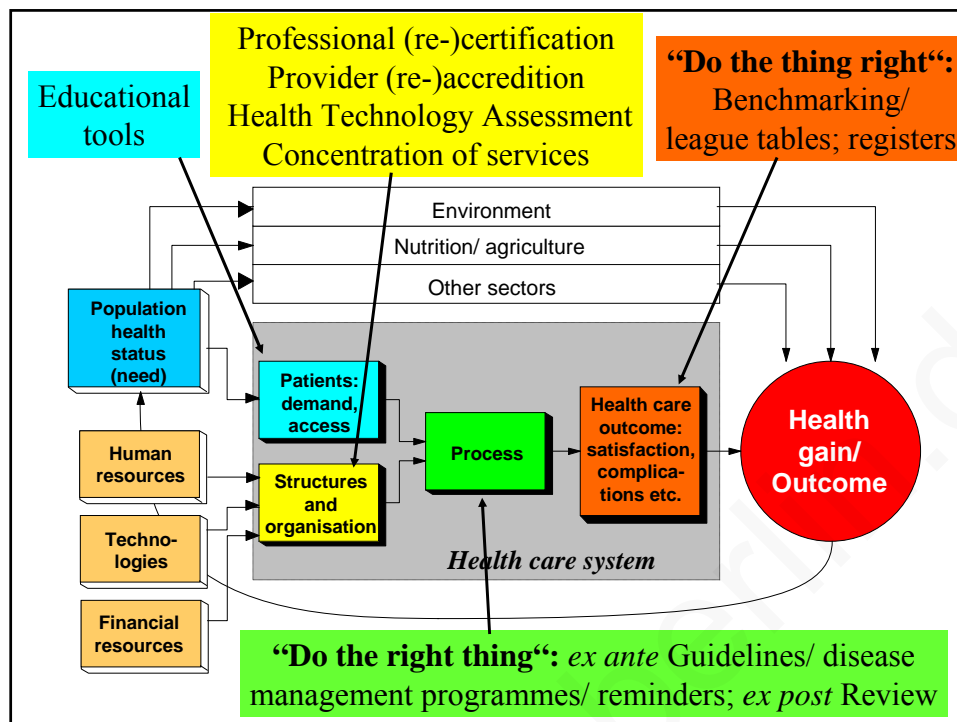 Professional (re-)certification
Provider (re-)accredition
Health Technology Assessment
Concentration of services
Educational
tools
“Do the thing right“:
Benchmarking/
league tables; registers
Environment
Nutrition/ agriculture
Other sectors
Population
health
status
(need)
Human
resources
Techno-
logies
Financial
resources
Patients:
demand,
access
Structures
and
organisation
Process
Health care
outcome:
satisfaction,
complica-
tions etc.
Health
gain/
Outcome
Health care system
“Do the right thing“: ex ante Guidelines/ disease
management programmes/ reminders; ex post Review